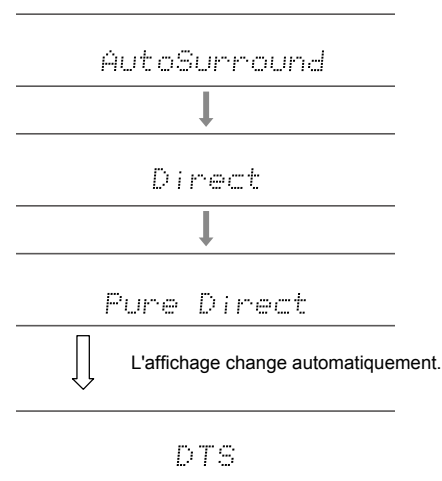 AutoSurround
Direct
Pure Direct
L'affichage change automatiquement.
DTS